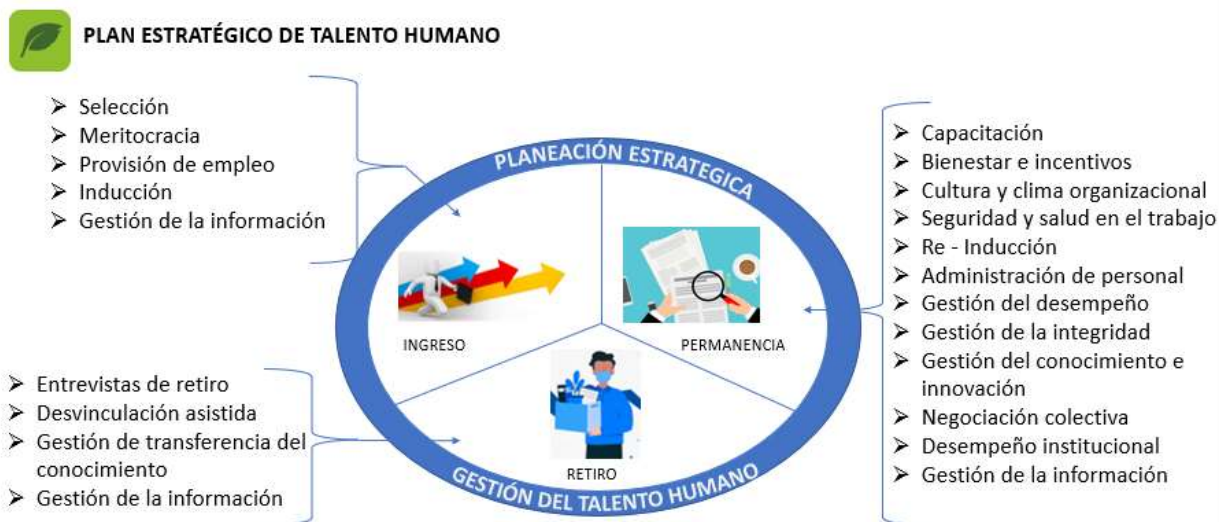 PLAN ESTRATÉGICO DE TALENTO HUMANO
➢ Selección
➢ Meritocracia
➢ Provisión de empleo
➢ Inducción
➢ Gestión de la información
PLANEACIÓN ESTRATEGICA
INGRESO
PERMANENCIA
RETIRO
GESTIÓN DEL TALENTO HUMANO
➢ Capacitación
➢ Bienestar e incentivos
➢ Cultura y clima organizacional
➢ Seguridad y salud en el trabajo
➢ Re - Inducción
➢ Administración de personal
➢ Gestión del desempeño
➢ Gestión de la integridad
➢ Gestión del conocimiento e
innovación
➢ Negociación colectiva
➢ Desempeño institucional
➢ Gestión de la información
➢ Entrevistas de retiro
➢ Desvinculación asistida
➢ Gestión de transferencia del
conocimiento
➢ Gestión de la información